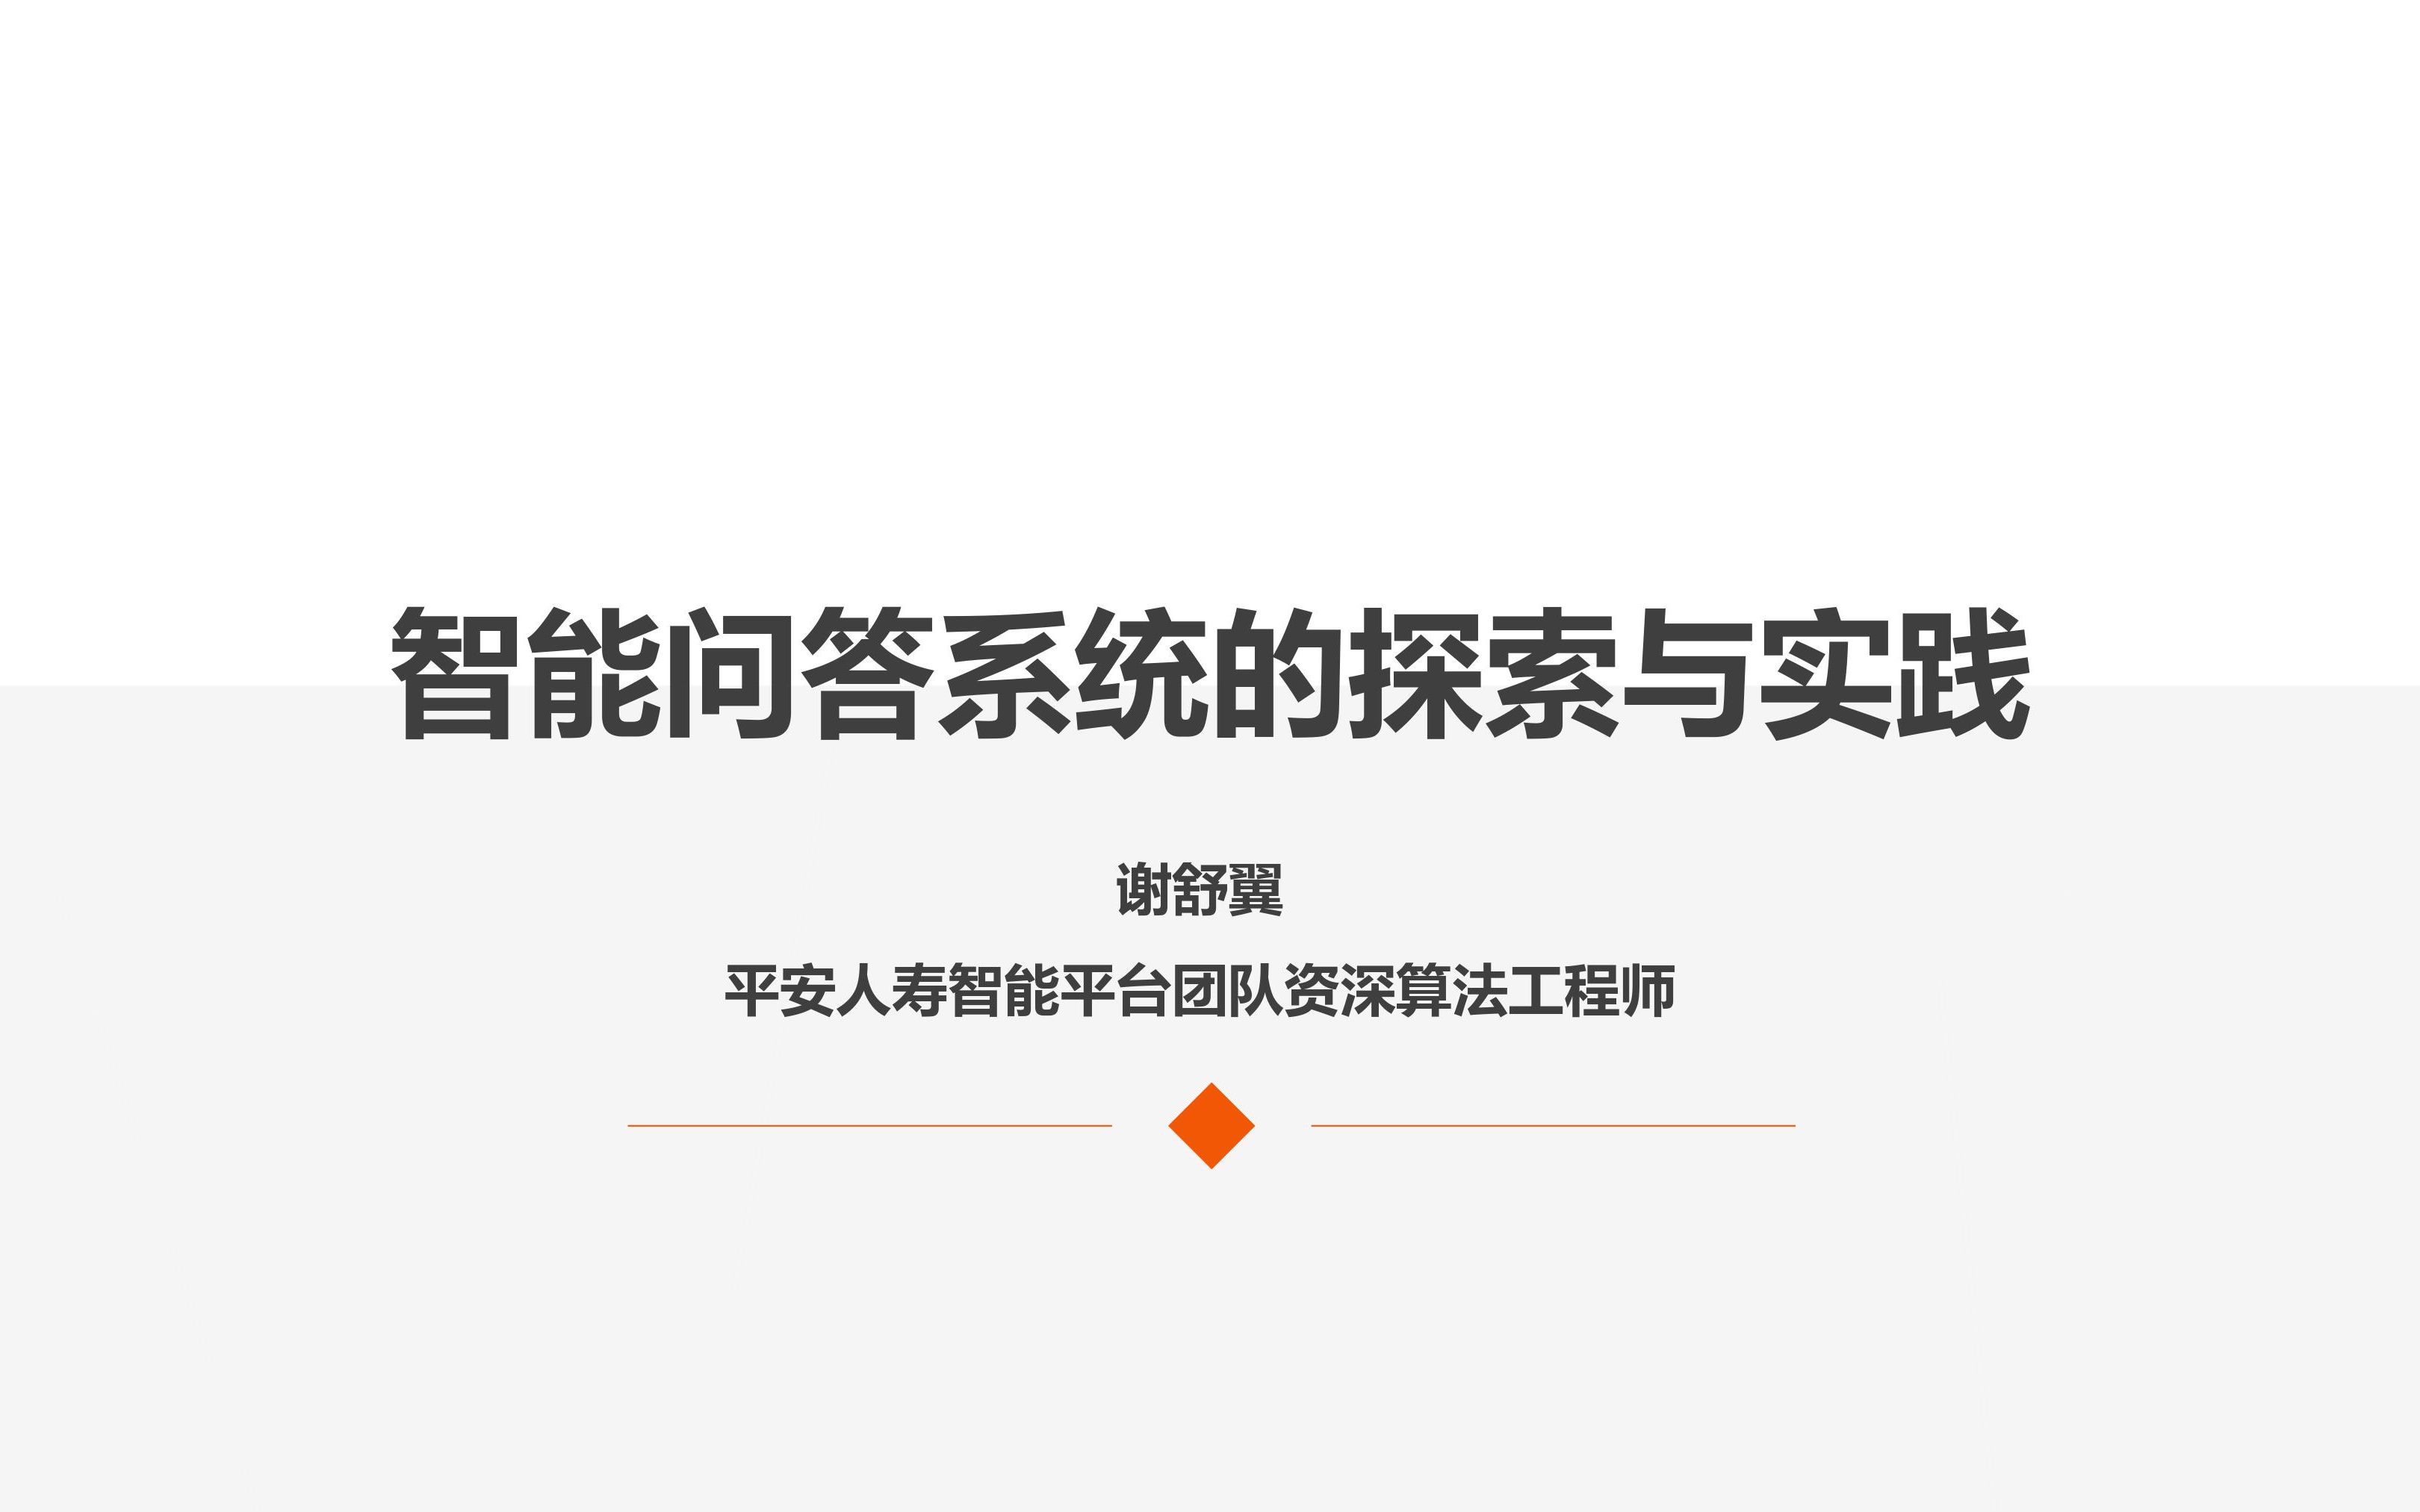 智能问答系统的探索与实践
谢舒翼
平安人寿智能平台团队 资深算法工程师